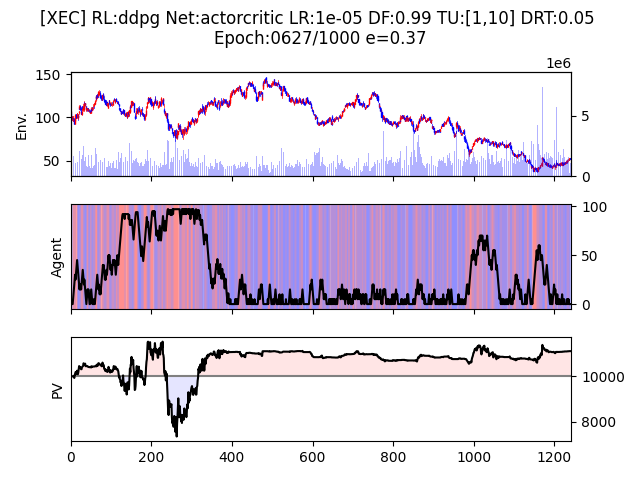 [XEC] RL:ddpg Net:actorcritic LR:1e-05 DF:0.99 TU:[1,10] DRT:0.05
Epoch:0627/1000 e=0.37
1e6
150
100
50
Env.
5
0
Agent
100
50
0
PV
10000
8000
0
200
400
600
800
1000
1200